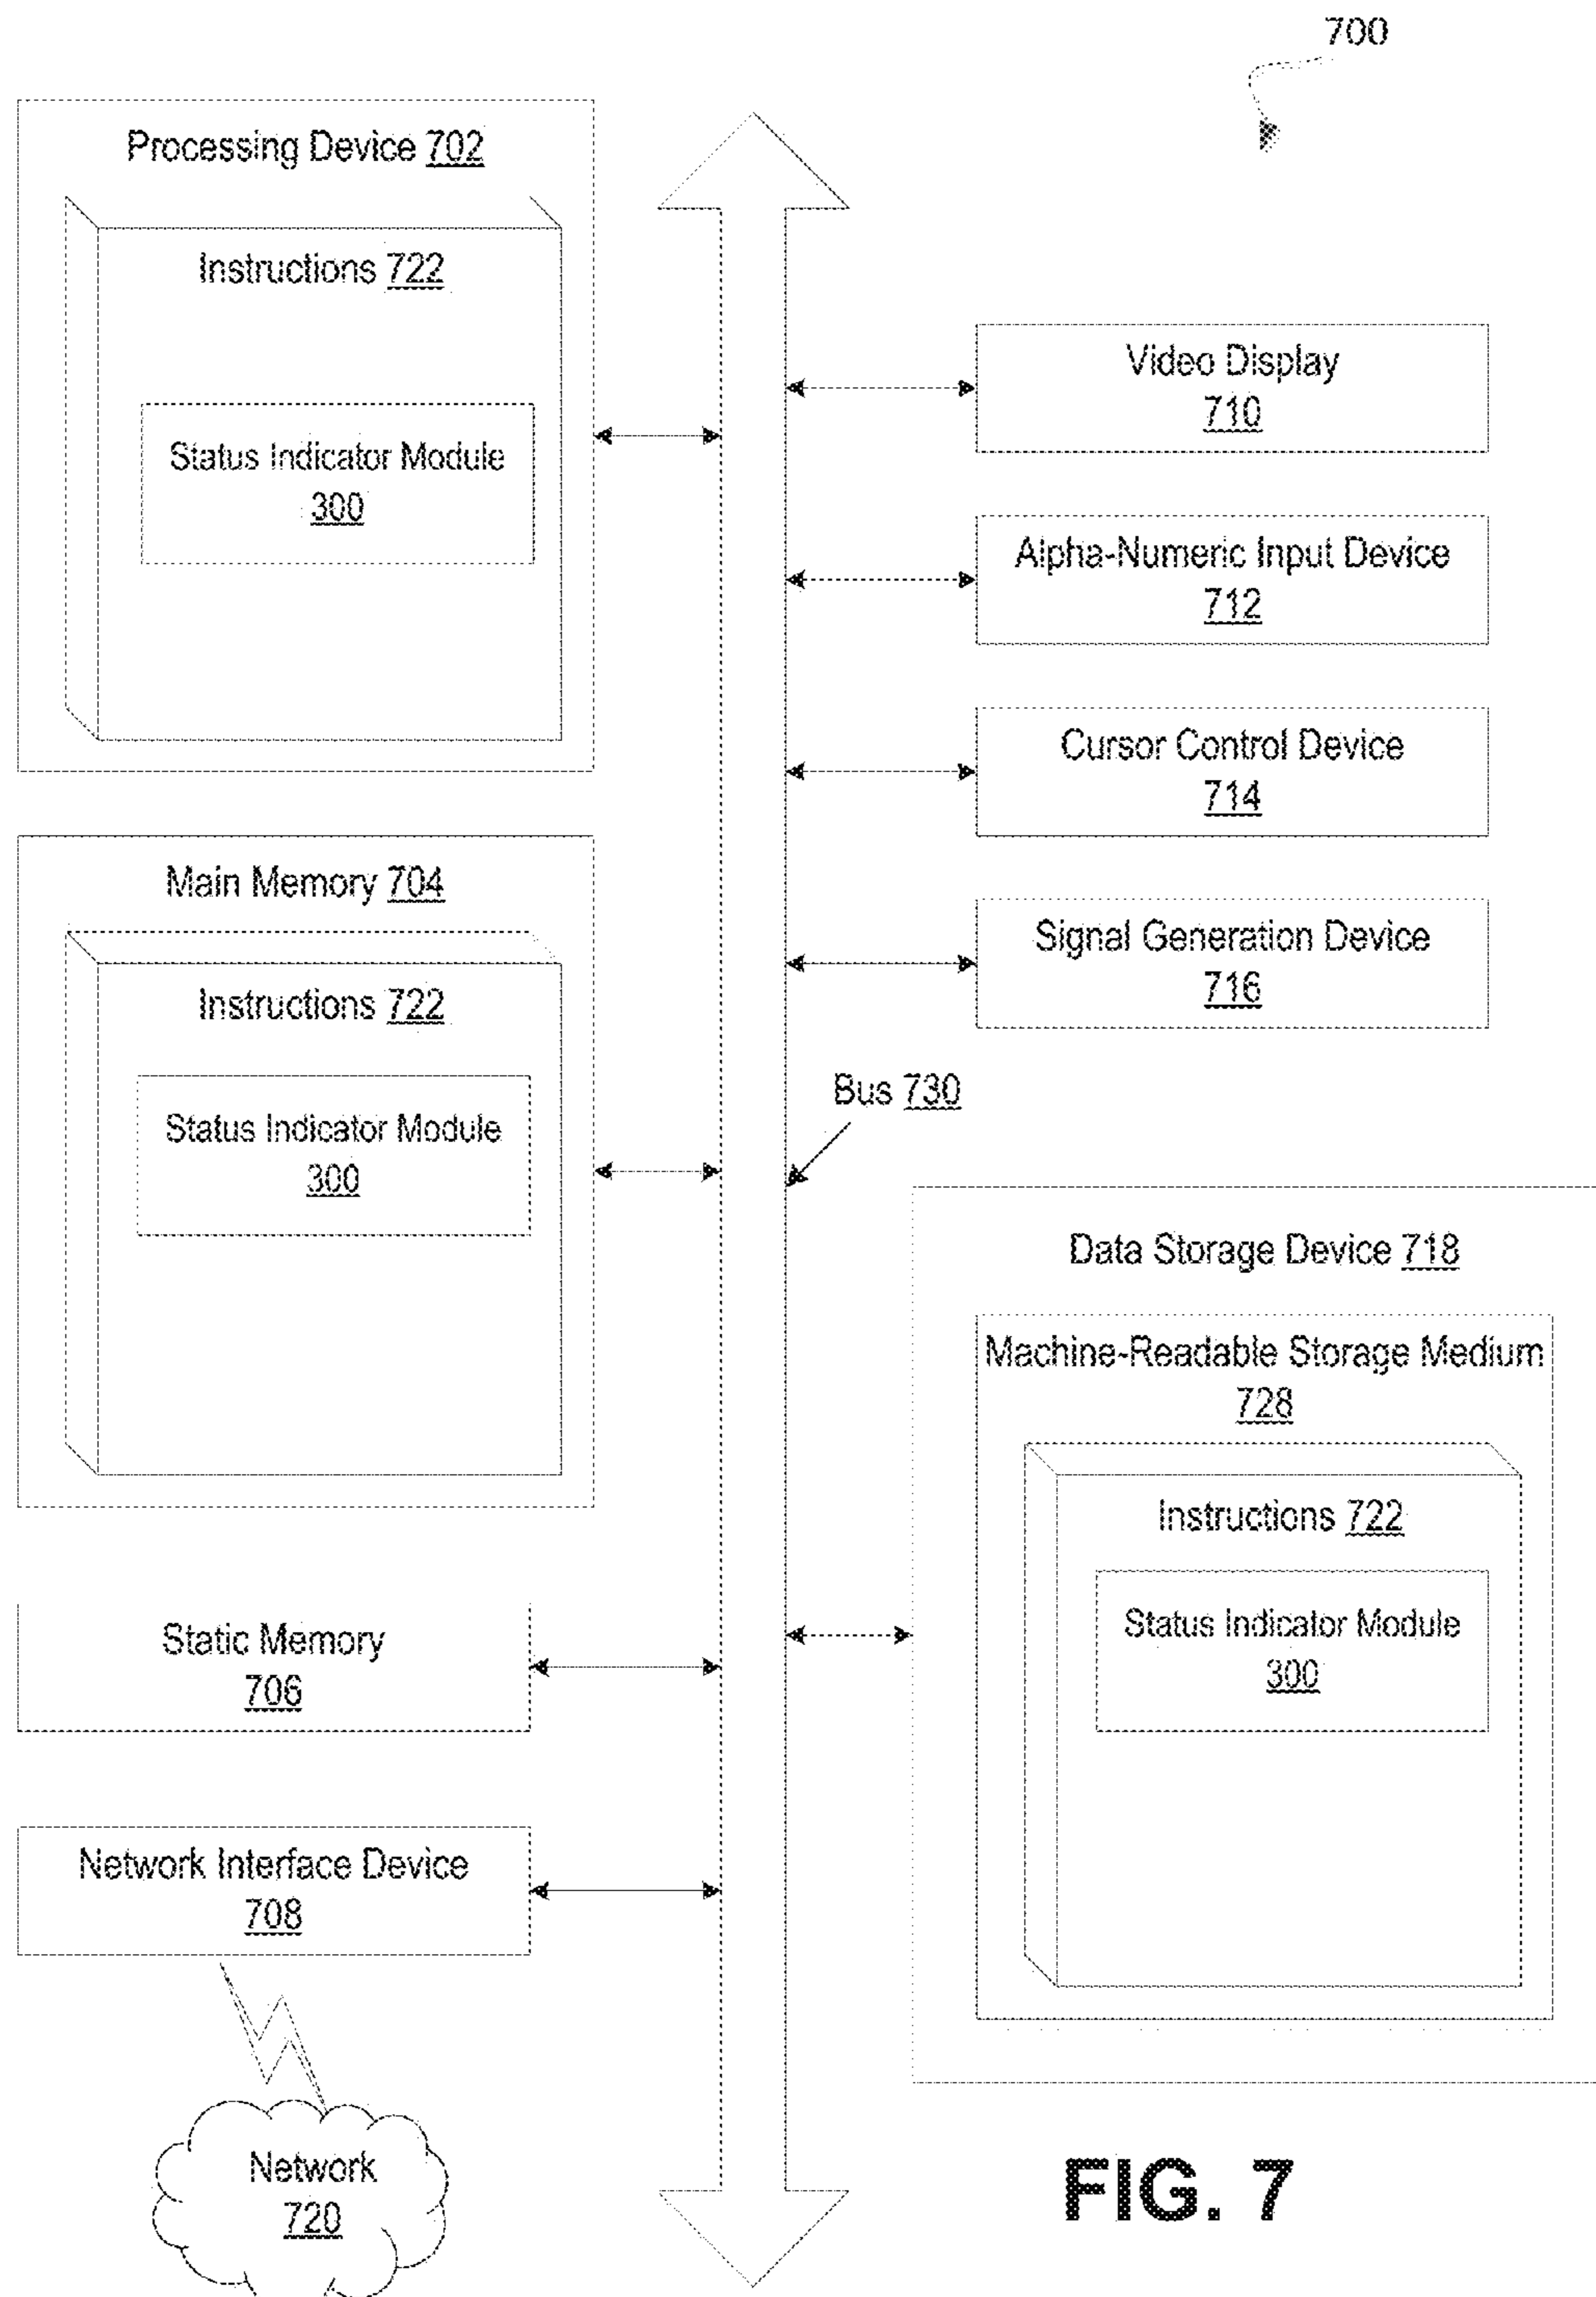 700
Processing Device 702
Instructions 722
Status Indicator Module
300
Main Memory 704
Instructions 722
Status Indicator Module
300
Static Memory
706
Network Interface Device
708
Network
720
Video Display
710
Alpha-Numeric Input Device
712
Cursor Control Device
714
Signal Generation Device
716
Bus 730
Data Storage Device 718
Machine-Readable Storage Medium
728
Instructions 722
Status Indicator Module
300
FIG. 7